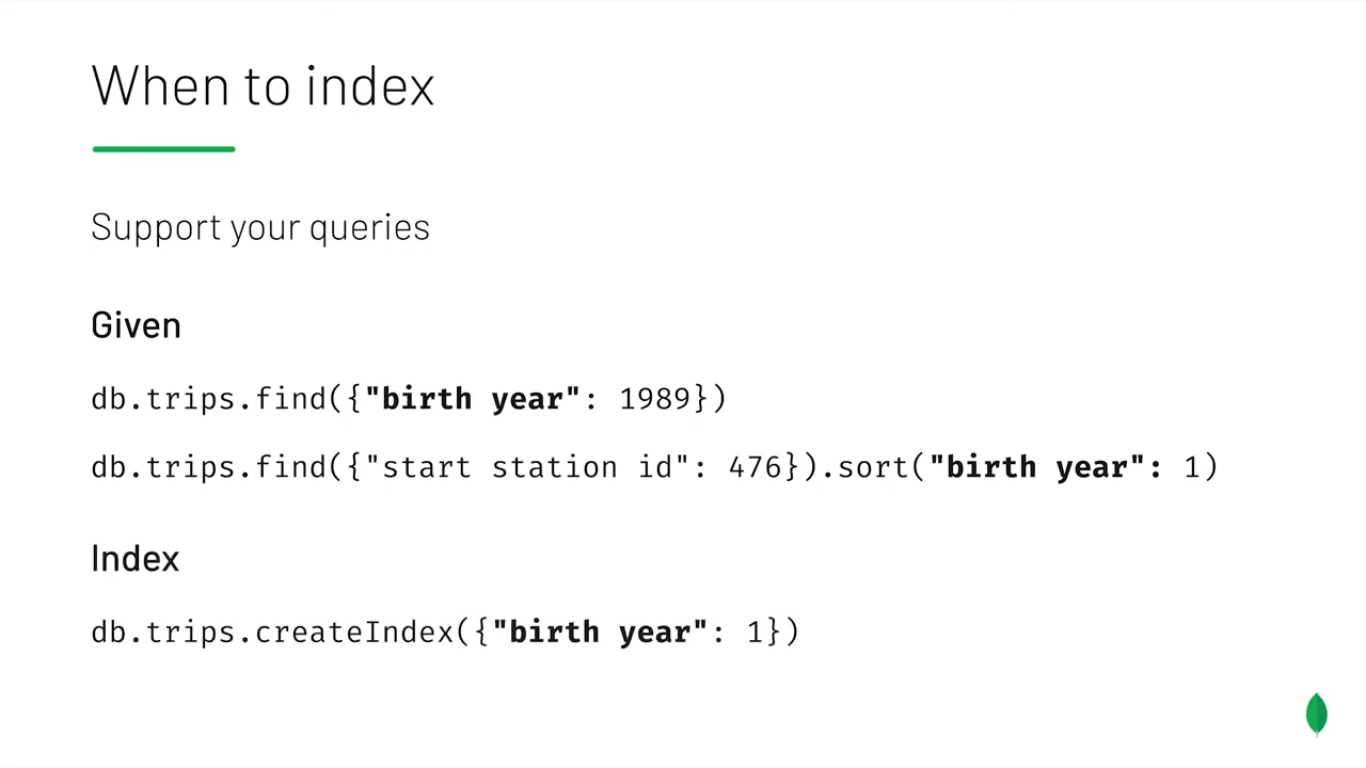 When to index
Support your queries
Given
db.trips.find({"birth year": 1989})
db.trips.find({"start station id": 476}).sort("birth year": 1)
Index
db.trips.createIndex({"birth year": 1})